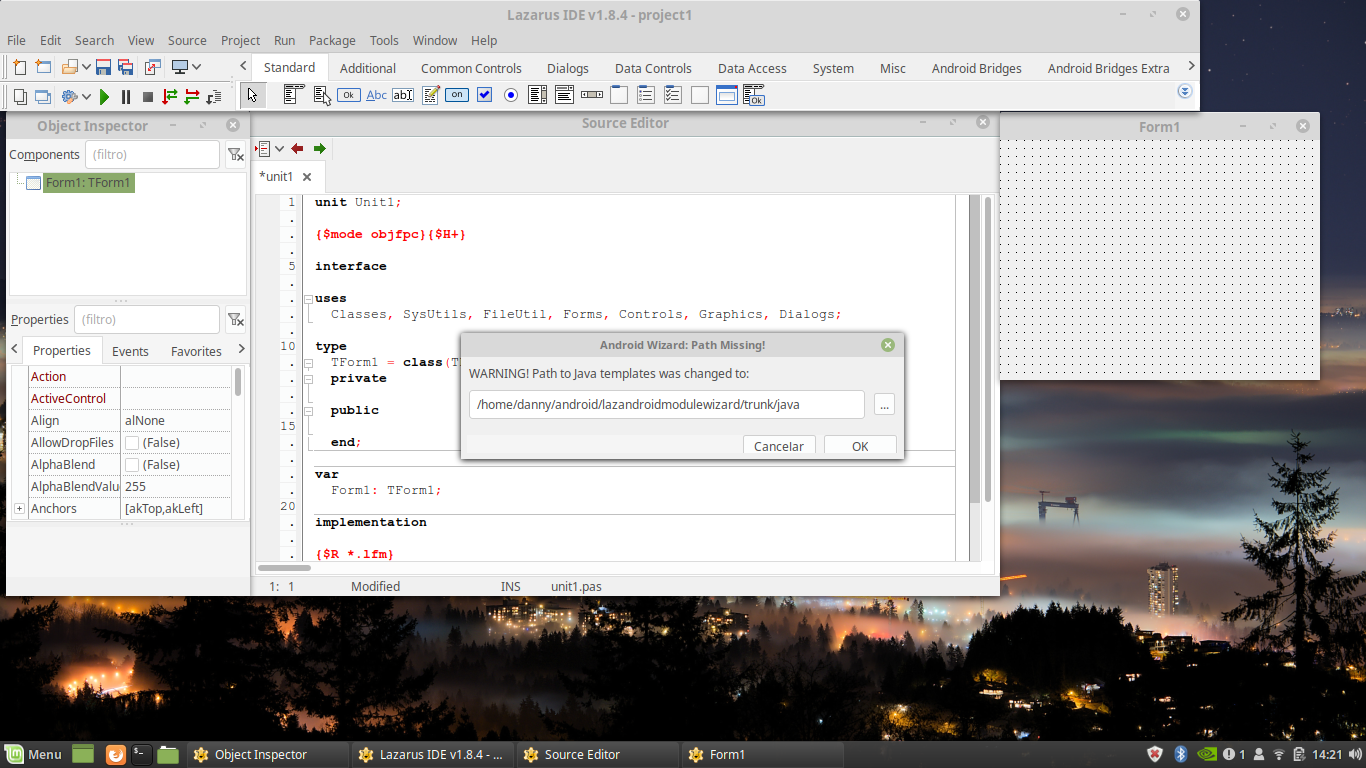 Lazarus IDE v1.8.4 - project1
File Edit Search View Source Project Run Package Tools Window Help
Standard Additional Common Controls Dialogs Data Controls Data Access System Misc Android Bridges Android Bridges Extra
Ok Abc ab on Ok
Object Inspector
Components (filtro)
Form1: TForm1
Properties (filtro)
Properties Events Favorites
Action
ActiveControl
Align alNone
AllowDropFiles (False)
AlphaBlend (False)
AlphaBlendValu 255
Anchors [akTop,akLeft]
Source Editor
*unit1
1 unit Unit1;
. {$mode objfpc}{$H+}
5 interface
. uses
. Classes, SysUtils, FileUtil, Forms, Controls, Graphics, Dialogs;
10 type
. TForm1 = class(T
. private
. public
15
. end;
. var
. Form1: TForm1;
20
. implementation
. {$R *.lfm}
1: 1 Modified INS unit1.pas
Android Wizard: Path Missing!
WARNING! Path to Java templates was changed to:
/home/danny/android/lazandroidmodulewizard/trunk/java ...
Cancelar OK
Form1
Menu Object Inspector Lazarus IDE v1.8.4 - ... Source Editor Form1 1 14:21